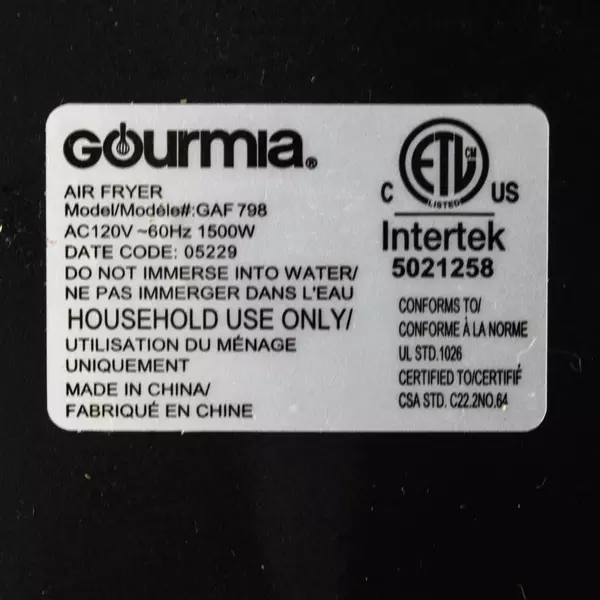 GOurmia®
AIR FRYER
Model/Modéle#:GAF 798
AC120V ~60Hz 1500W
DATE CODE: 05229
DO NOT IMMERSE INTO WATER/
NE PAS IMMERGER DANS L'EAU
HOUSEHOLD USE ONLY/
UTILISATION DU MÉNAGE
UNIQUEMENT
MADE IN CHINA/
FABRIQUÉ EN CHINE
ETL CM
LISTED
C US
Intertek
5021258
CONFORMS TO/
CONFORME À LA NORME
UL STD.1026
CERTIFIED TO/CERTIFIÉ
CSA STD. C22.2NO.64